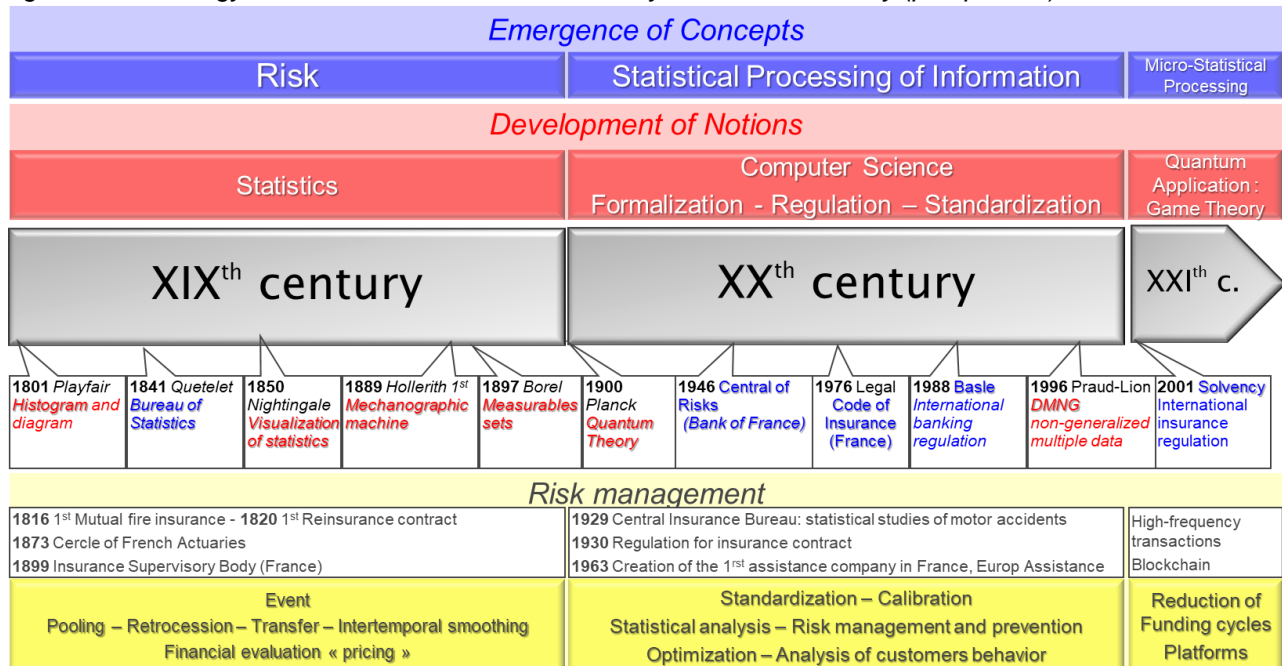 Emergence of Concepts
Risk
Statistical Processing of Information
Micro-Statistical
Processing
Development of Notions
Statistics
Computer Science
Formalization - Regulation – Standardization
Quantum
Application :
Game Theory
XIXth century
XXth century
XXIth c.
1801 Playfair
Histogram and
diagram
1841 Quetelet
Bureau of
Statistics
1850
Nightingale
Visualization
of statistics
1889 Hollerith 1st
Mechanographic
machine
1897 Borel
Measurables
sets
1900
Planck
Quantum
Theory
1946 Central of
Risks
(Bank of France)
1976 Legal
Code of
Insurance
(France)
1988 Basle
International
banking
regulation
1996 Praud-Lion
DMNG
non-generalized
multiple data
2001 Solvency
International
insurance
regulation
Risk management
1816 1st Mutual fire insurance - 1820 1st Reinsurance contract
1873 Cercle of French Actuaries
1899 Insurance Supervisory Body (France)
1929 Central Insurance Bureau: statistical studies of motor accidents
1930 Regulation for insurance contract
1963 Creation of the 1rst assistance company in France, Europ Assistance
High-frequency
transactions
Blockchain
Event
Pooling – Retrocession – Transfer – Intertemporal smoothing
Financial evaluation « pricing »
Standardization – Calibration
Statistical analysis – Risk management and prevention
Optimization – Analysis of customers behavior
Reduction of
Funding cycles
Platforms